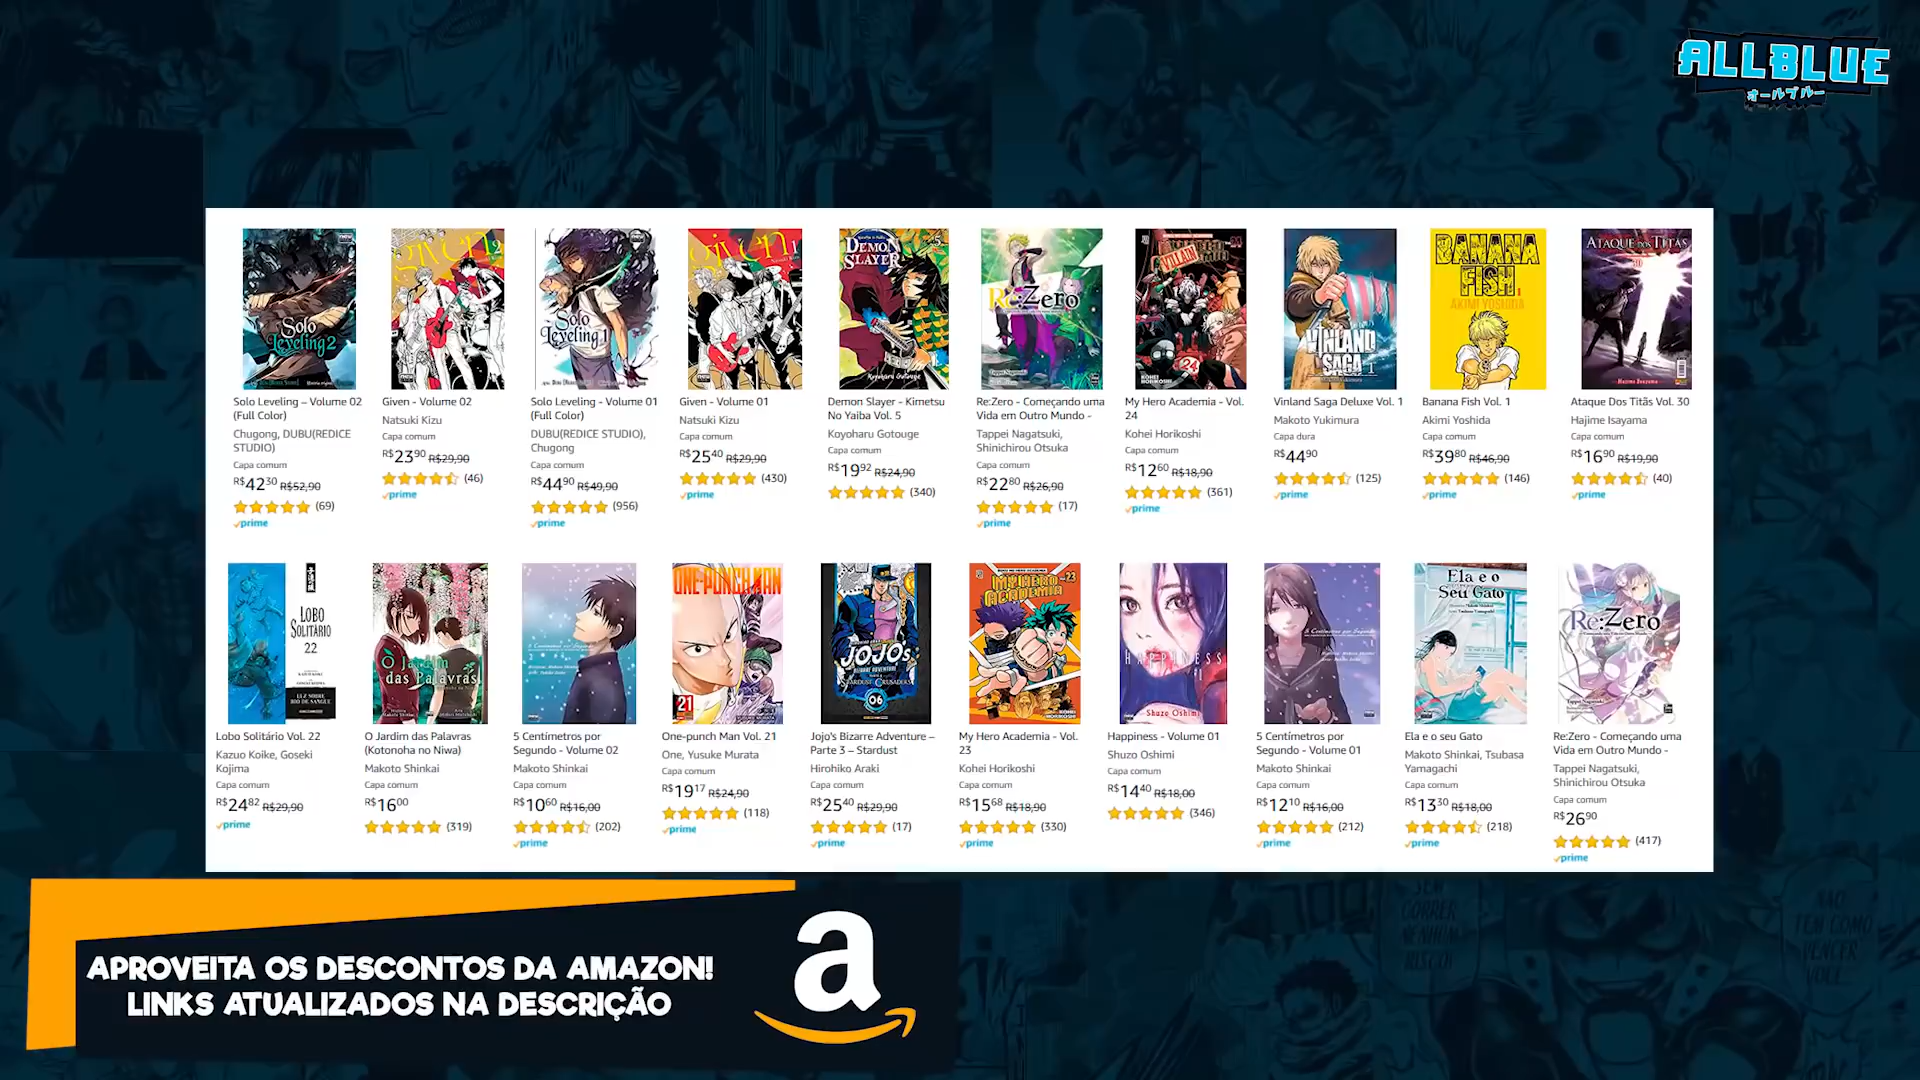 ALLBLUE
オールブルー
Solo Leveling – Volume 02 (Full Color)
Chugong, DUBU(REDICE STUDIO)
Capa comum
R$42,30 R$52,90
(69)
prime
Given - Volume 02
Natsuki Kizu
Capa comum
R$23,90 R$29,90
(46)
prime
Solo Leveling - Volume 01 (Full Color)
DUBU(REDICE STUDIO), Chugong
Capa comum
R$44,90 R$49,90
(956)
prime
Given - Volume 01
Natsuki Kizu
Capa comum
R$25,40 R$29,90
(430)
prime
Demon Slayer - Kimetsu No Yaiba Vol. 5
Koyoharu Gotouge
Capa comum
R$19,92 R$24,90
(340)
Re:Zero - Começando uma Vida em Outro Mundo -
Tappei Nagatsuki, Shinichirou Otsuka
Capa comum
R$22,80 R$26,90
(17)
prime
My Hero Academia - Vol. 24
Kohei Horikoshi
Capa comum
R$12,60 R$18,90
(361)
prime
Vinland Saga Deluxe Vol. 1
Makoto Yukimura
Capa dura
R$44,90
(125)
prime
Banana Fish Vol. 1
Akimi Yoshida
Capa comum
R$39,80 R$46,90
(146)
prime
Ataque Dos Titãs Vol. 30
Hajime Isayama
Capa comum
R$16,90 R$19,90
(40)
prime
Lobo Solitário Vol. 22
Kazuo Koike, Goseki Kojima
Capa comum
R$24,82 R$29,90
prime
O Jardim das Palavras (Kotonoha no Niwa)
Makoto Shinkai
Capa comum
R$16,00
(319)
5 Centímetros por Segundo - Volume 02
Makoto Shinkai
Capa comum
R$10,60 R$16,00
(202)
prime
One-punch Man Vol. 21
One, Yusuke Murata
Capa comum
R$19,17 R$24,90
(118)
prime
Jojo's Bizarre Adventure – Parte 3 – Stardust
Hirohiko Araki
Capa comum
R$25,40 R$29,90
(17)
prime
My Hero Academia - Vol. 23
Kohei Horikoshi
Capa comum
R$15,68 R$18,90
(330)
prime
Happiness - Volume 01
Shuzo Oshimi
Capa comum
R$14,40 R$18,00
(346)
5 Centímetros por Segundo - Volume 01
Makoto Shinkai
Capa comum
R$12,10 R$16,00
(212)
prime
Ela e o seu Gato
Makoto Shinkai, Tsubasa Yamagachi
Capa comum
R$13,30 R$18,00
(218)
prime
Re:Zero - Começando uma Vida em Outro Mundo -
Tappei Nagatsuki, Shinichirou Otsuka
Capa comum
R$26,90
(417)
prime
APROVEITA OS DESCONTOS DA AMAZON!
LINKS ATUALIZADOS NA DESCRIÇÃO